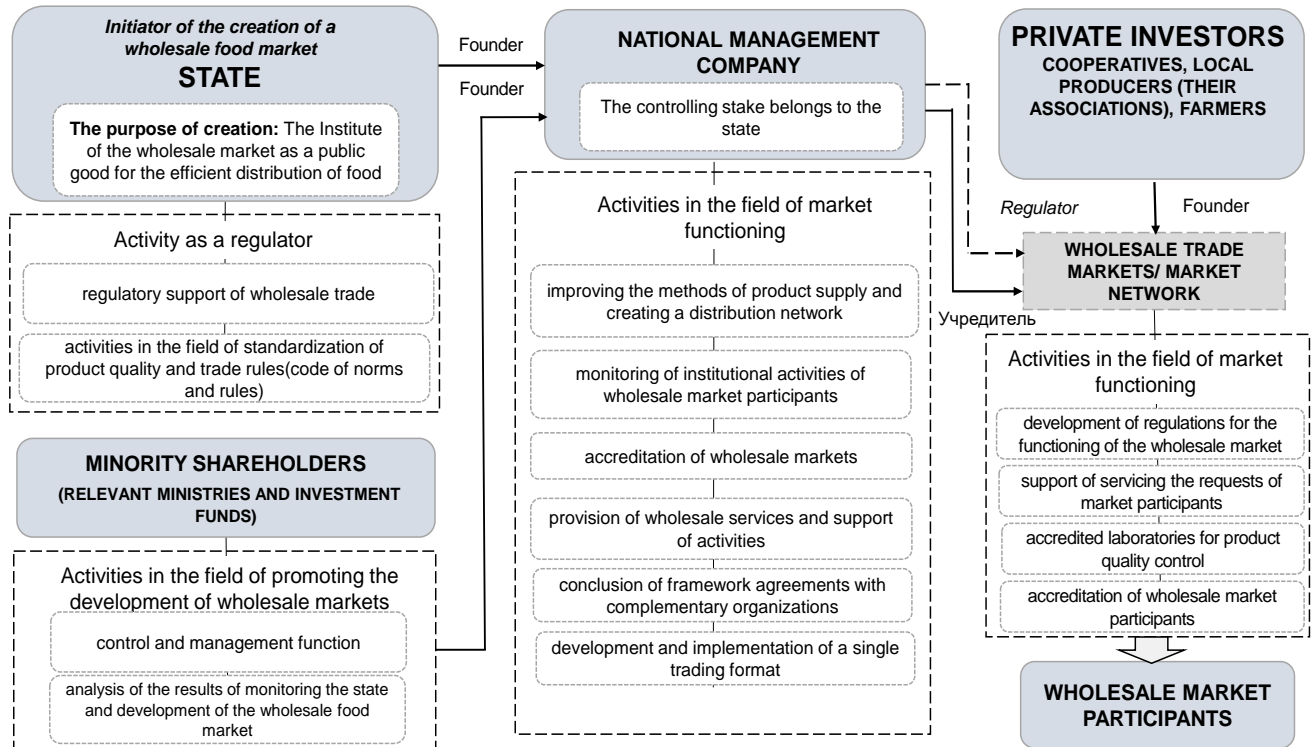 Initiator of the creation of a
wholesale food market
STATE
The purpose of creation: The Institute
of the wholesale market as a public
good for the efficient distribution of food
Activity as a regulator
regulatory support of wholesale trade
activities in the field of standardization of
product quality and trade rules(code of norms
and rules)
MINORITY SHAREHOLDERS
(RELEVANT MINISTRIES AND INVESTMENT
FUNDS)
Activities in the field of promoting the
development of wholesale markets
control and management function
analysis of the results of monitoring the state
and development of the wholesale food
market
Founder
Founder
NATIONAL MANAGEMENT
COMPANY
The controlling stake belongs to the
state
Activities in the field of market
functioning
improving the methods of product supply and
creating a distribution network
monitoring of institutional activities of
wholesale market participants
accreditation of wholesale markets
provision of wholesale services and support
of activities
conclusion of framework agreements with
complementary organizations
development and implementation of a single
trading format
PRIVATE INVESTORS
COOPERATIVES, LOCAL
PRODUCERS (THEIR
ASSOCIATIONS), FARMERS
Regulator
Founder
WHOLESALE TRADE
MARKETS/ MARKET
NETWORK
Учредитель
Activities in the field of market
functioning
development of regulations for the
functioning of the wholesale market
support of servicing the requests of
market participants
accredited laboratories for product
quality control
accreditation of wholesale market
participants
WHOLESALE MARKET
PARTICIPANTS